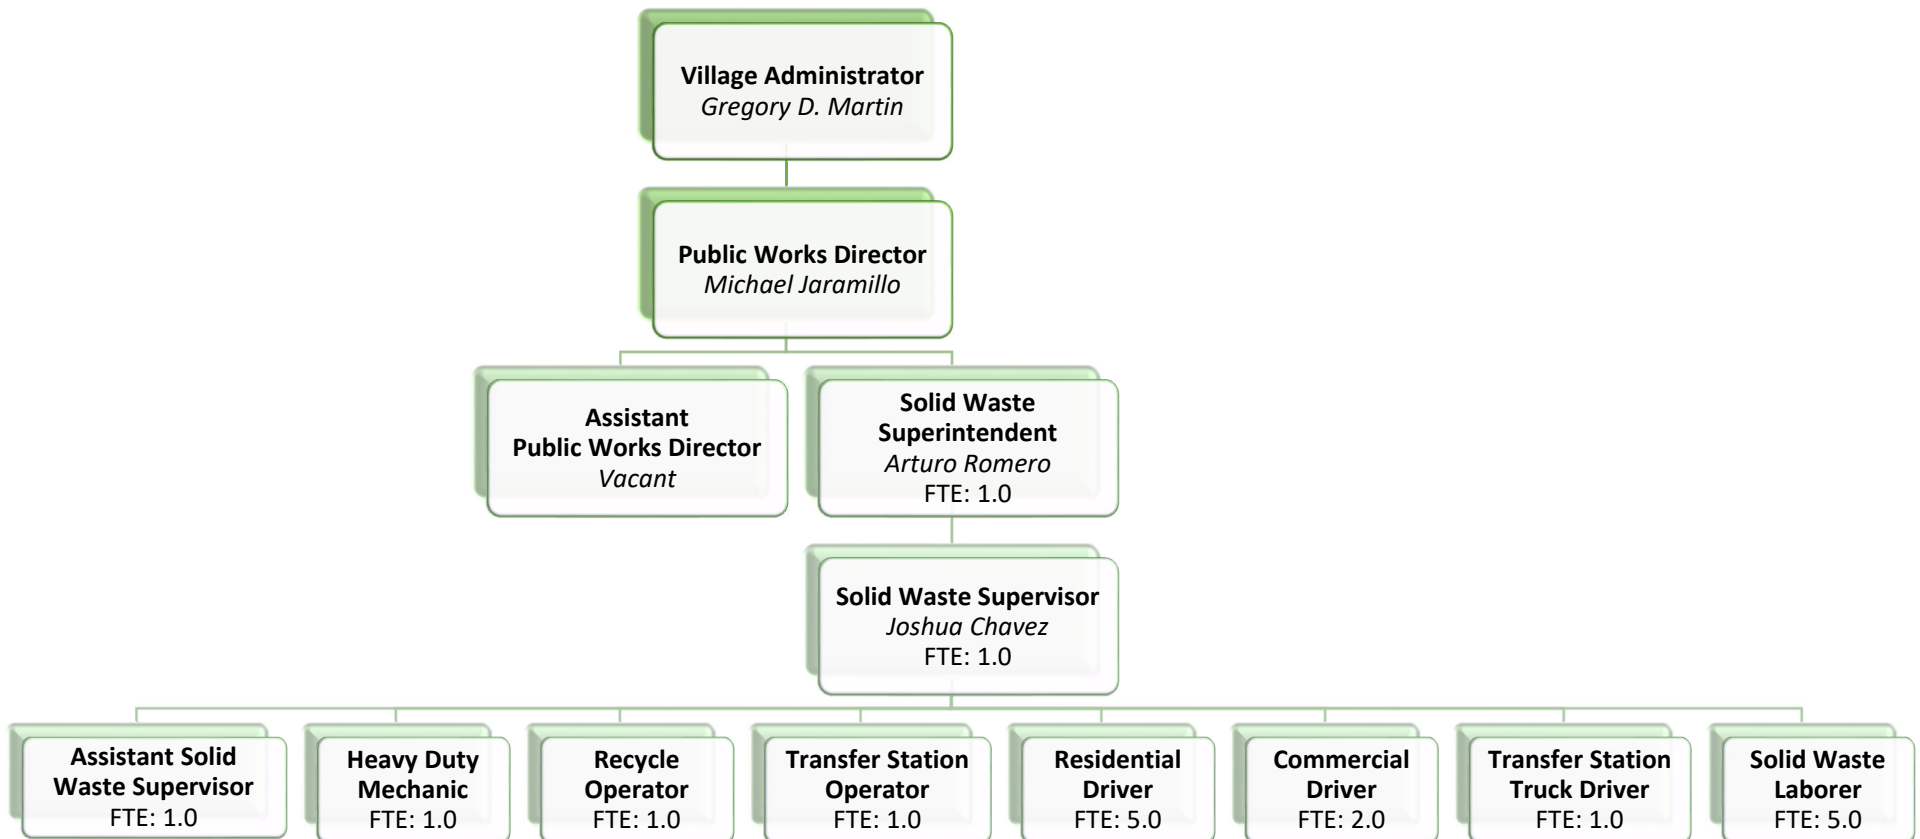 Village Administrator
Gregory D. Martin
Public Works Director
Michael Jaramillo
Assistant
Public Works Director
Vacant
Solid Waste
Superintendent
Arturo Romero
FTE: 1.0
Solid Waste Supervisor
Joshua Chavez
FTE: 1.0
Assistant Solid
Waste Supervisor
FTE: 1.0
Heavy Duty
Mechanic
FTE: 1.0
Recycle
Operator
FTE: 1.0
Transfer Station
Operator
FTE: 1.0
Residential
Driver
FTE: 5.0
Commercial
Driver
FTE: 2.0
Transfer Station
Truck Driver
FTE: 1.0
Solid Waste
Laborer
FTE: 5.0